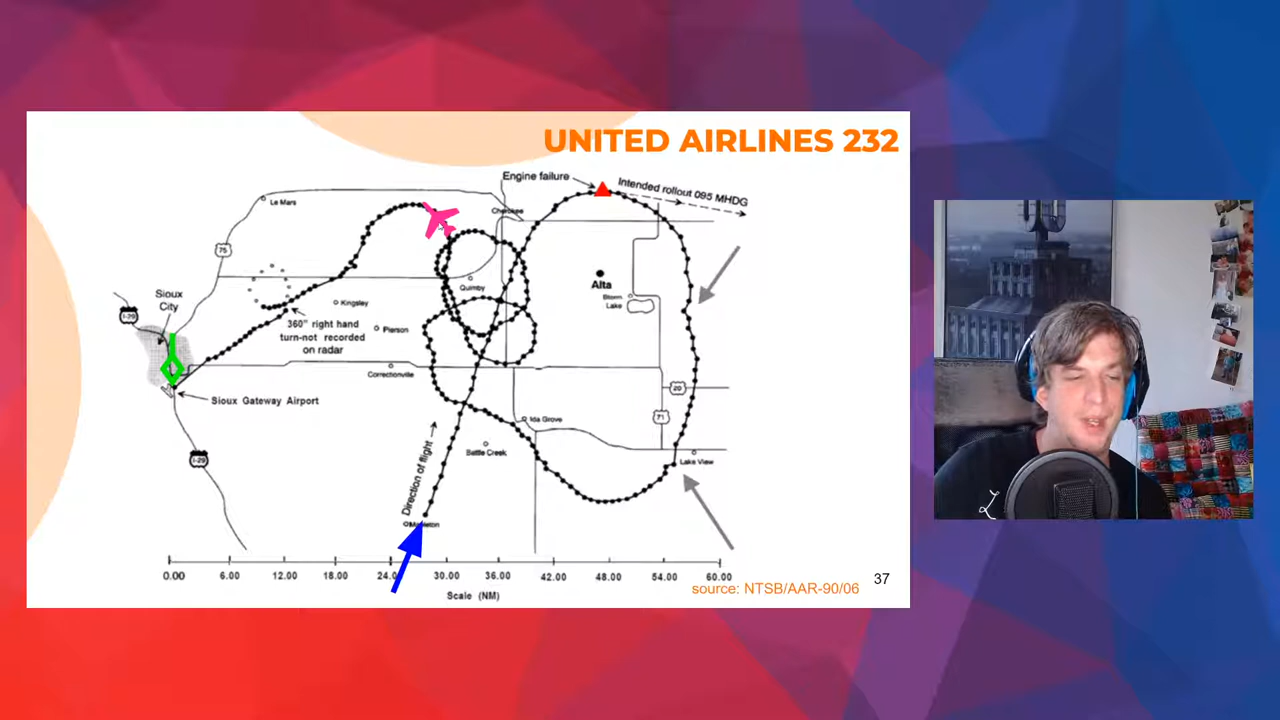 UNITED AIRLINES 232
Engine failure
Intended rollout 095 MHDG
Le Mars
Cherokee
75
Alta
Storm
Lake
Quimby
Sioux
City
I-29
Kingsley
360° right hand
turn-not recorded
on radar
Pierson
Correctionville
20
71
Sioux Gateway Airport
Ida Grove
Direction of flight
Battle Creek
Lake View
I-29
Mapleton
0.00 6.00 12.00 18.00 24.00 30.00 36.00 42.00 48.00 54.00 60.00
Scale (NM)
source: NTSB/AAR-90/06
37